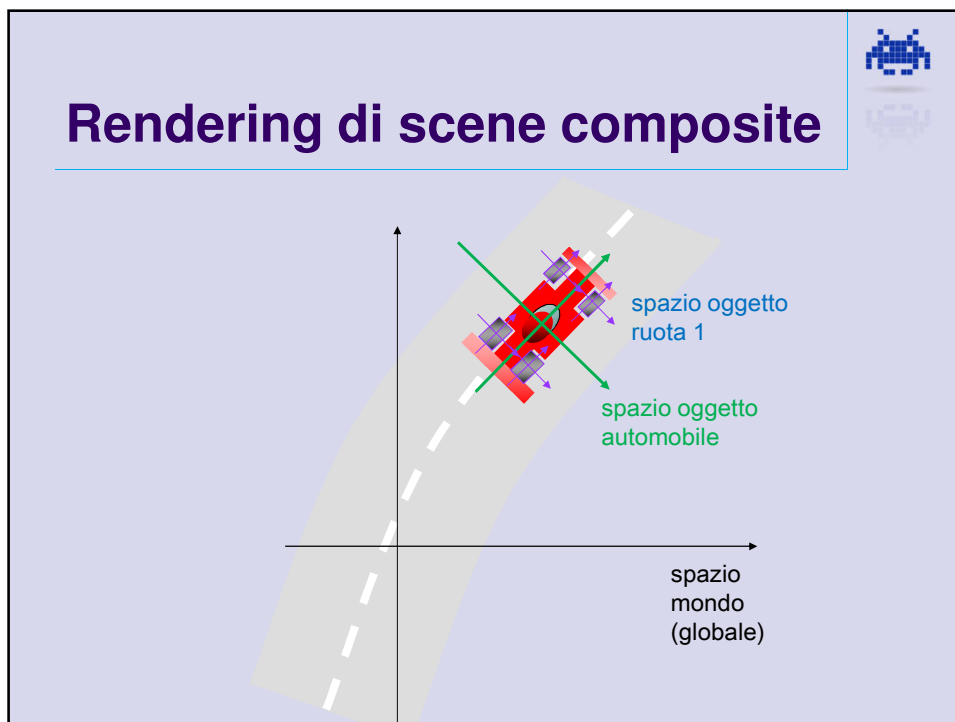 Rendering di scene composite
spazio oggetto
ruota 1
spazio oggetto
automobile
spazio
mondo
(globale)